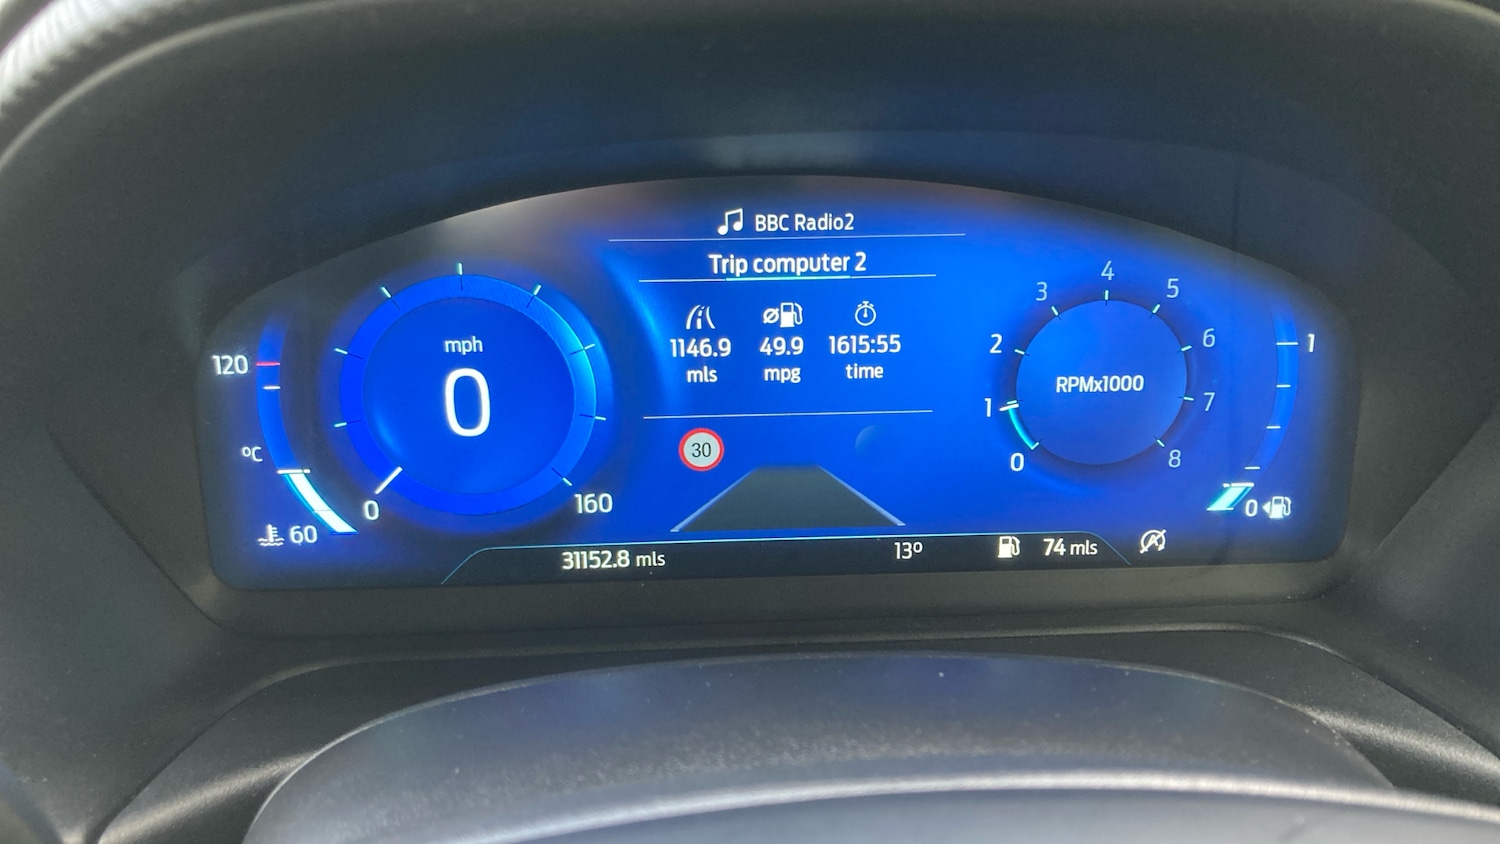 BBC Radio2
Trip computer 2
1146.9 49.9 1615:55
mls mpg time
30
120
°C
60
mph
0
0
160
RPMx1000
0
1
2
3
4
5
6
7
8
1
0
31152.8 mls
13°
74 mls
A